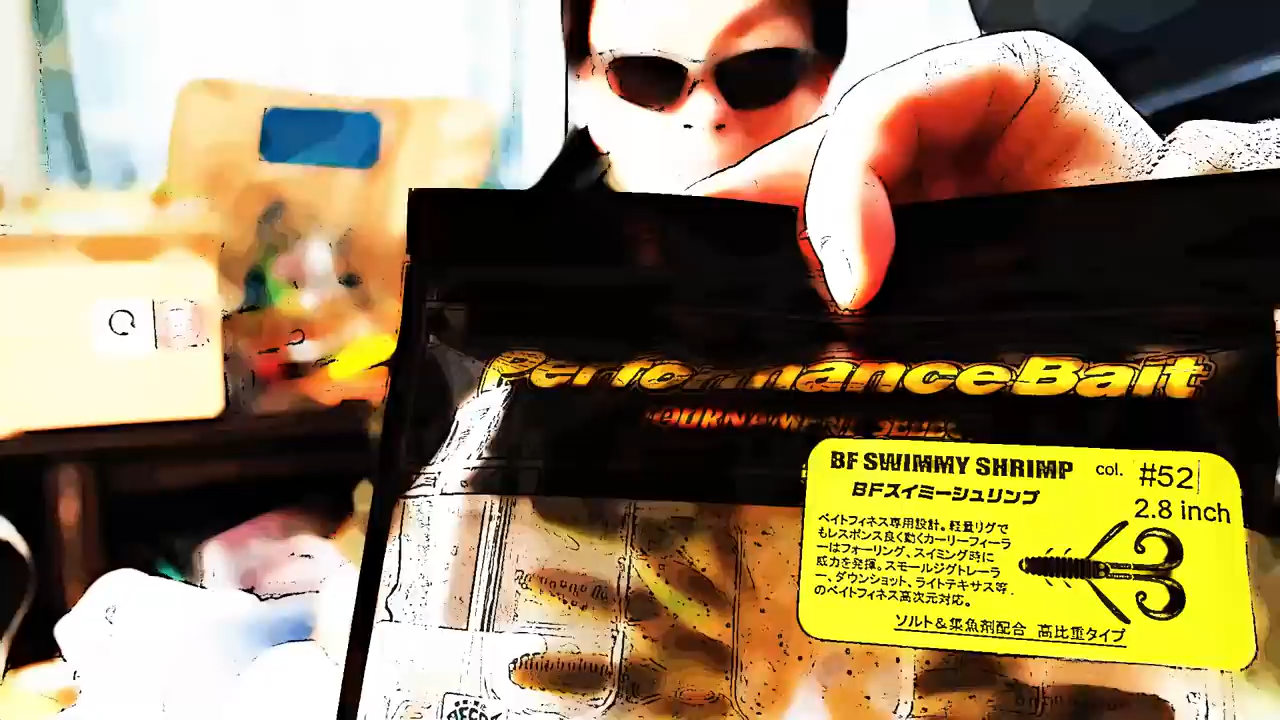 PerformanceBait
BF SWIMMY SHRIMP col. #52
BFスイミーシュリンプ 2.8 inch
ベイトフィネス専用設計。軽量リグで
もレスポンス良く動くカーリーフィーラ
ーはフォーリング、スイミング時に
威力を発揮。スモールジグトレーラ
ー、ダウンショット、ライトテキサス等.
のベイトフィネス高次元対応。
ソルト＆集魚剤配合 高比重タイプ